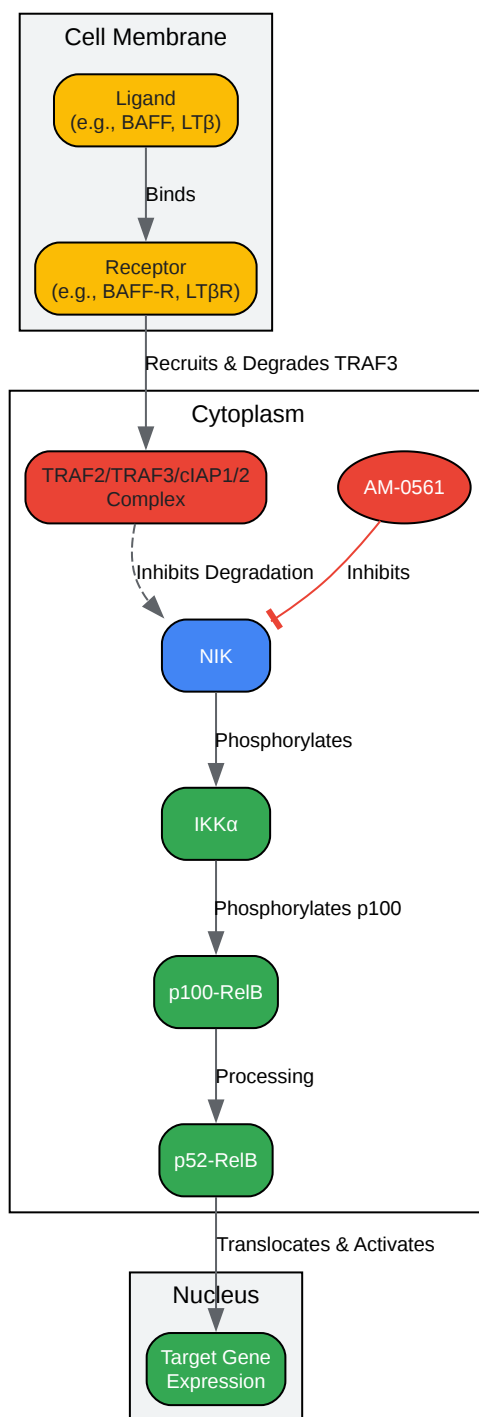 Cell Membrane
Ligand
(e.g., BAFF, LTβ)
Binds
Receptor
(e.g., BAFF-R, LTβR)
Recruits & Degrades TRAF3
Cytoplasm
TRAF2/TRAF3/cIAP1/2
Complex
AM-0561
Inhibits Degradation
Inhibits
NIK
Phosphorylates
IKKα
Phosphorylates p100
p100-RelB
Processing
p52-RelB
Translocates & Activates
Nucleus
Target Gene
Expression